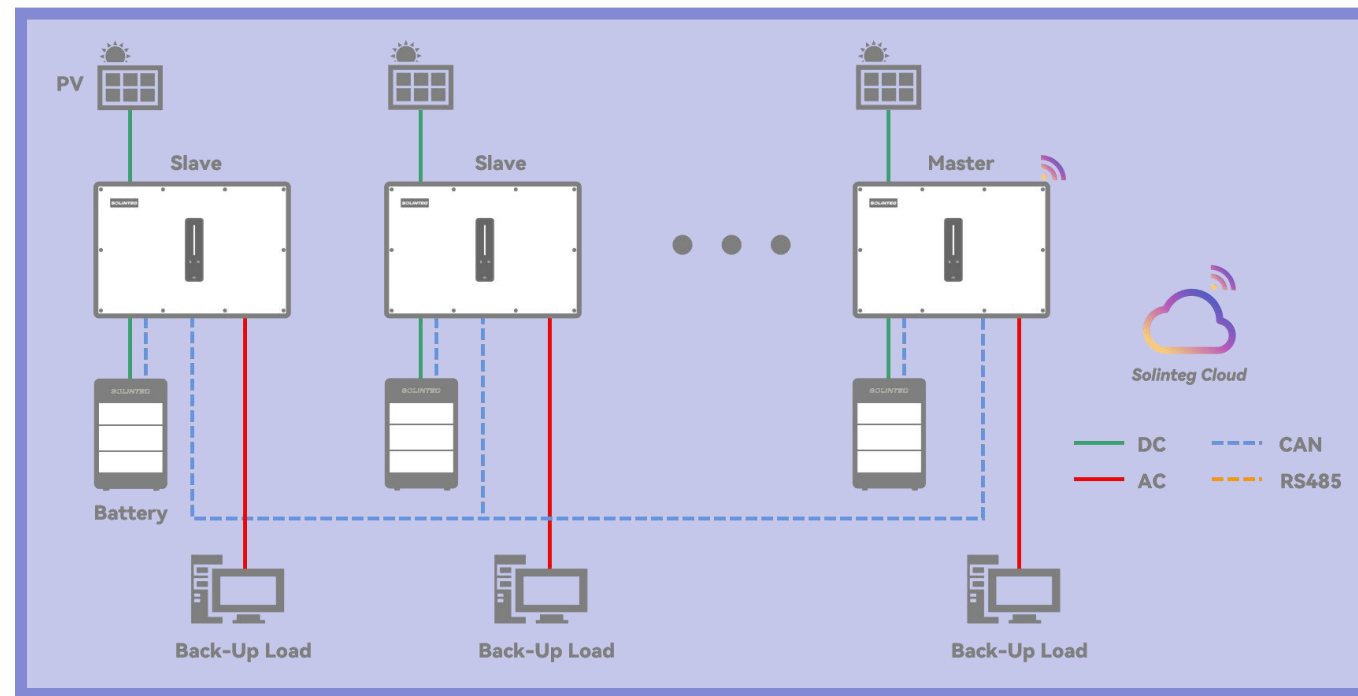 PV
Slave
Slave
Master
SOLINTEG
SOLINTEG
SOLINTEG
Solinteg Cloud
SOLINTEG
SOLINTEG
SOLINTEG
DC
CAN
AC
RS485
Battery
Back-Up Load
Back-Up Load
Back-Up Load